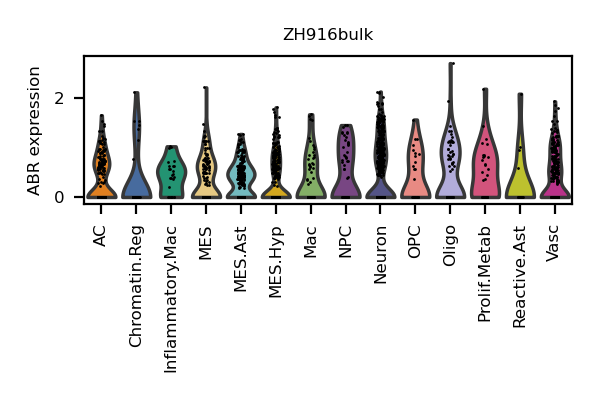 ZH916bulk
ABR expression
2
0
AC
Chromatin.Reg
Inflammatory.Mac
MES
MES.Ast
MES.Hyp
Mac
NPC
Neuron
OPC
Oligo
Prolif.Metab
Reactive.Ast
Vasc